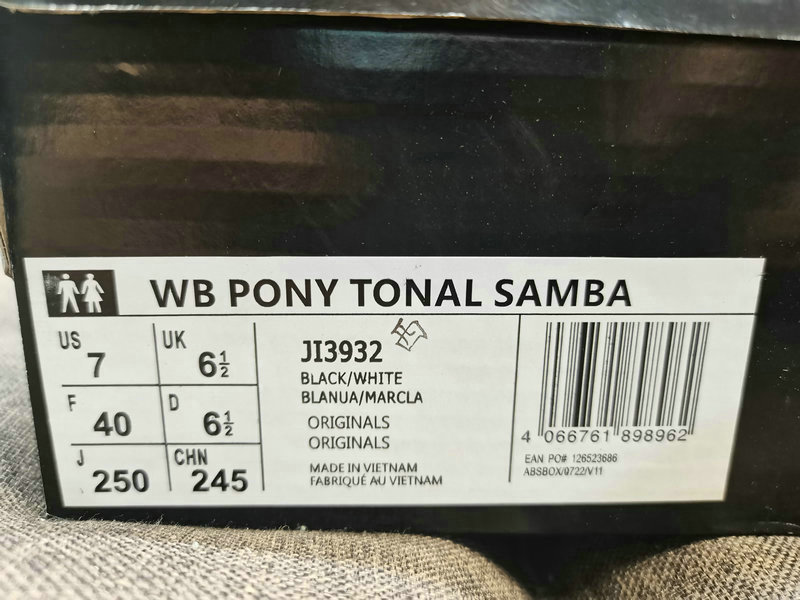 WB PONY TONAL SAMBA
US 7 UK 6½
F 40 D 6½
J 250 CHN 245
JI3932
BLACK/WHITE
BLANUA/MARCLA
ORIGINALS
ORIGINALS
MADE IN VIETNAM
FABRIQUÉ AU VIETNAM
4 066761 898962
EAN PO# 126523686
ABSBOX/0722/V11